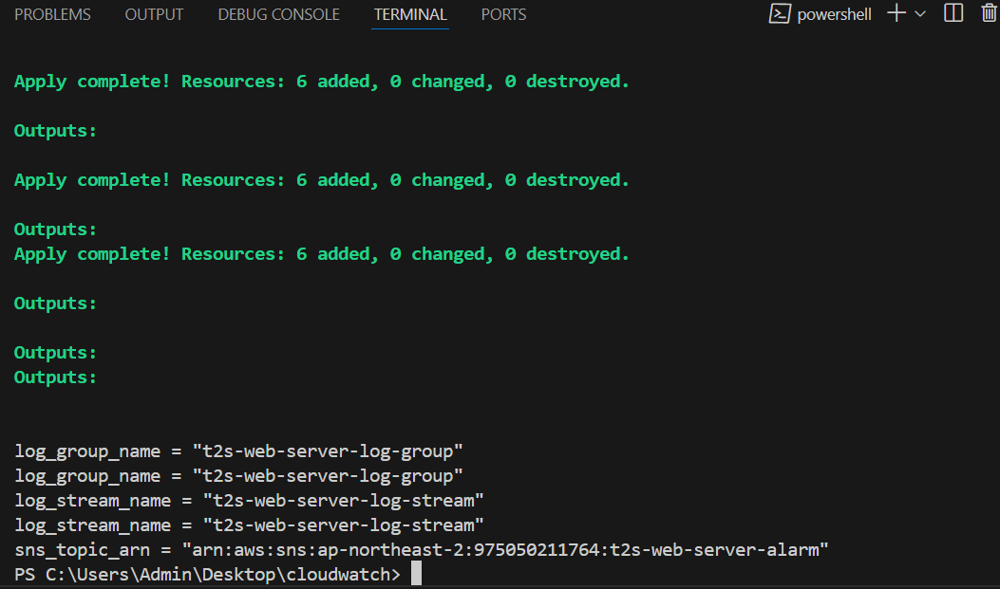 PROBLEMS OUTPUT DEBUG CONSOLE TERMINAL PORTS powershell
Apply complete! Resources: 6 added, 0 changed, 0 destroyed.
Outputs:
Apply complete! Resources: 6 added, 0 changed, 0 destroyed.
Outputs:
Apply complete! Resources: 6 added, 0 changed, 0 destroyed.
Outputs:
Outputs:
Outputs:
log_group_name = "t2s-web-server-log-group"
log_group_name = "t2s-web-server-log-group"
log_stream_name = "t2s-web-server-log-stream"
log_stream_name = "t2s-web-server-log-stream"
sns_topic_arn = "arn:aws:sns:ap-northeast-2:975050211764:t2s-web-server-alarm"
PS C:\Users\Admin\Desktop\cloudwatch>